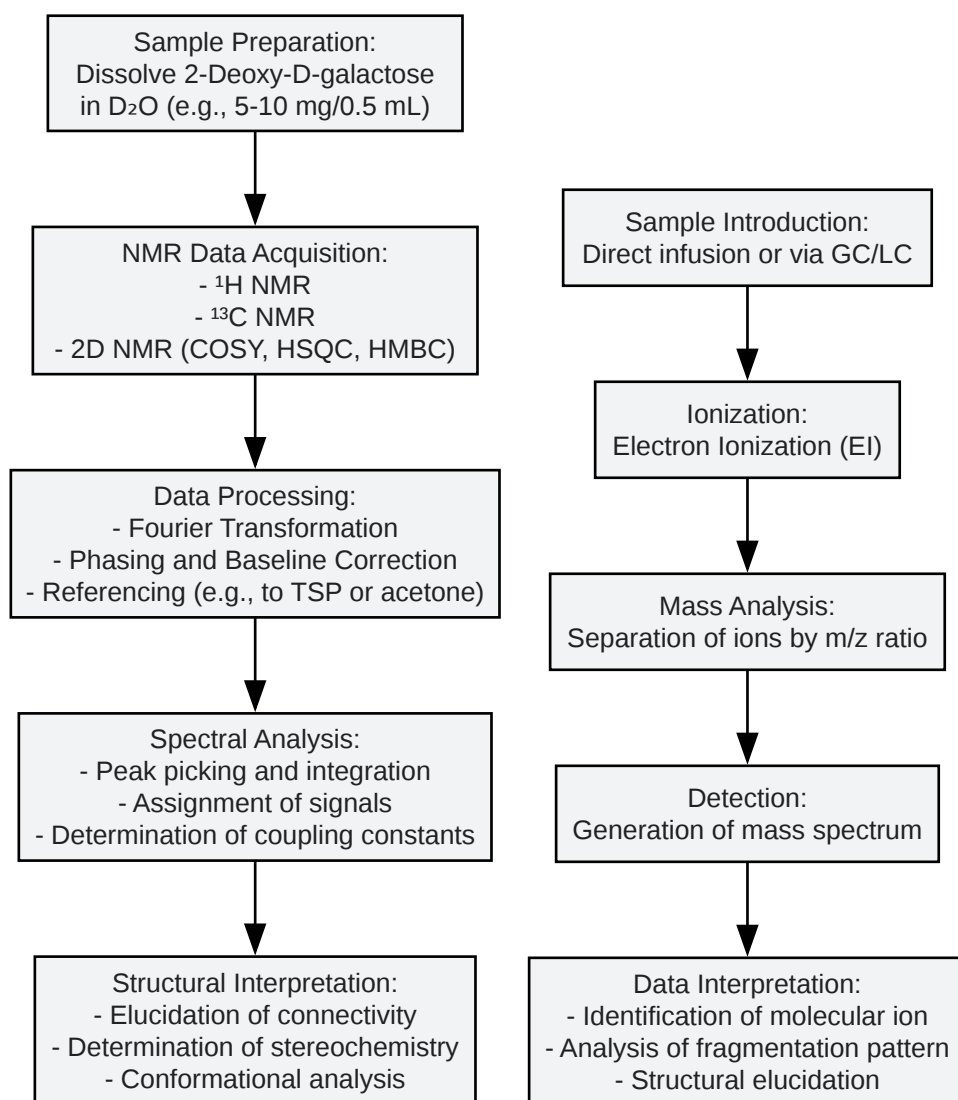 Sample Preparation:
Dissolve 2-Deoxy-D-galactose
in D₂O (e.g., 5-10 mg/0.5 mL)
NMR Data Acquisition:
- ¹H NMR
- ¹³C NMR
- 2D NMR (COSY, HSQC, HMBC)
Data Processing:
- Fourier Transformation
- Phasing and Baseline Correction
- Referencing (e.g., to TSP or acetone)
Spectral Analysis:
- Peak picking and integration
- Assignment of signals
- Determination of coupling constants
Structural Interpretation:
- Elucidation of connectivity
- Determination of stereochemistry
- Conformational analysis
Sample Introduction:
Direct infusion or via GC/LC
Ionization:
Electron Ionization (EI)
Mass Analysis:
Separation of ions by m/z ratio
Detection:
Generation of mass spectrum
Data Interpretation:
- Identification of molecular ion
- Analysis of fragmentation pattern
- Structural elucidation